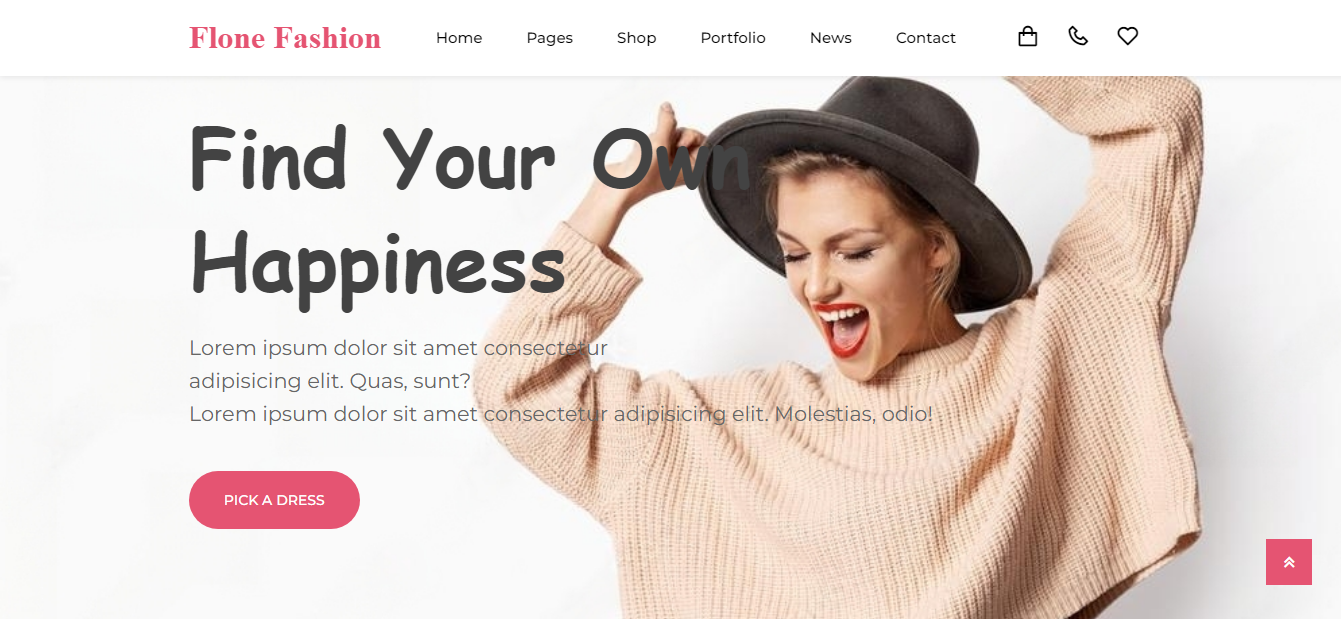 Flone Fashion
Home Pages Shop Portfolio News Contact
Find Your Own
Happiness
Lorem ipsum dolor sit amet consectetur
adipisicing elit. Quas, sunt?
Lorem ipsum dolor sit amet consectetur adipisicing elit. Molestias, odio!
PICK A DRESS